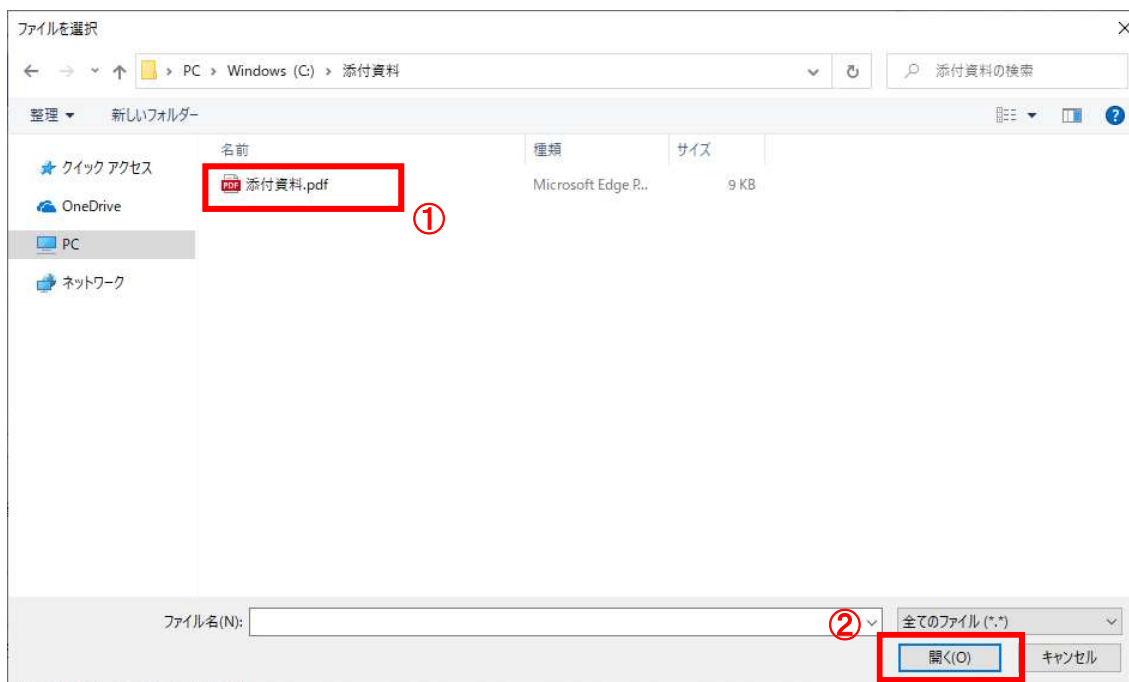 ファイルを選択
PC › Windows (C:) › 添付資料
添付資料の検索
整理 新しいフォルダー
名前 種類 サイズ
クイック アクセス
添付資料.pdf Microsoft Edge P... 9 KB
①
OneDrive
PC
ネットワーク
ファイル名(N):
②
全てのファイル (*.*)
開く(O) キャンセル